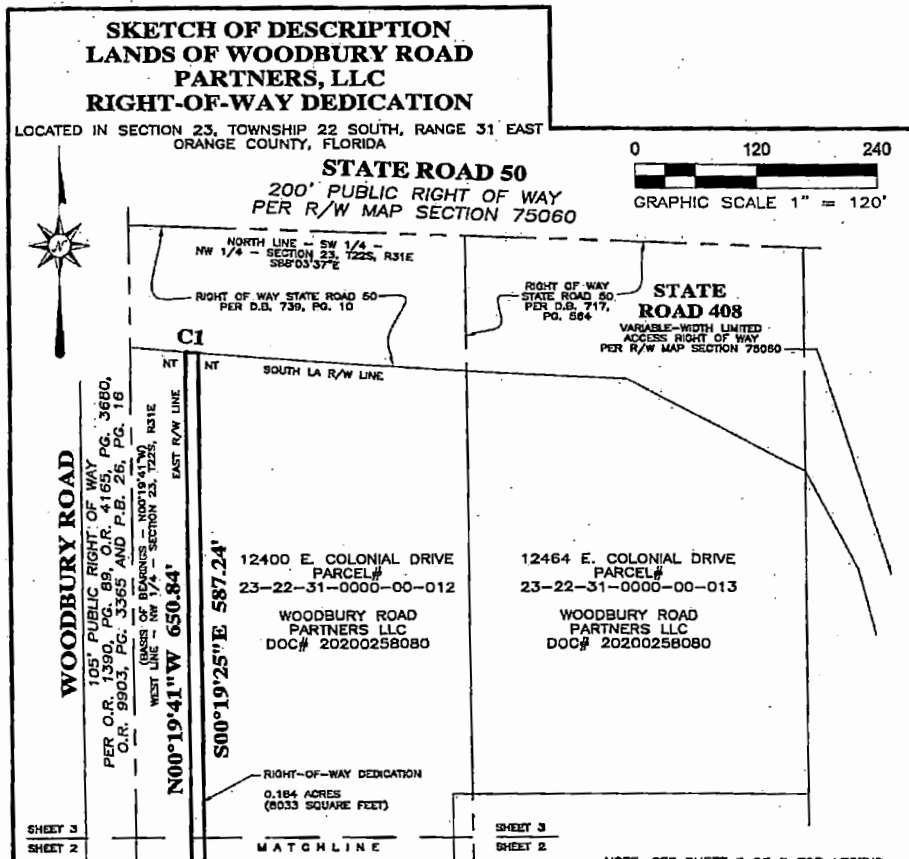 SKETCH OF DESCRIPTION
LANDS OF WOODBURY ROAD
PARTNERS, LLC
RIGHT-OF-WAY DEDICATION
LOCATED IN SECTION 23, TOWNSHIP 22 SOUTH, RANGE 31 EAST
ORANGE COUNTY, FLORIDA
0 120 240
GRAPHIC SCALE 1" = 120'
STATE ROAD 50
200' PUBLIC RIGHT OF WAY
PER R/W MAP SECTION 75060
N
NORTH LINE - SW 1/4 -
NW 1/4 - SECTION 23, T22S, R31E
S88°03'37"E
RIGHT OF WAY STATE ROAD 50
PER D.B. 739, PG. 10
RIGHT OF WAY
STATE ROAD 50
PER D.B. 717,
PG. 564
STATE
ROAD 408
VARIABLE-WIDTH LIMITED
ACCESS RIGHT OF WAY
PER R/W MAP SECTION 75060
C1
NT
NT
SOUTH LA R/W LINE
WOODBURY ROAD
105' PUBLIC RIGHT OF WAY
PER O.R. 1390, PG. 89, O.R. 4165, PG. 3680,
O.R. 9903, PG. 3365 AND P.B. 26, PG. 16
(BASIS OF BEARINGS - N00°19'41"W)
WEST LINE - NW 1/4 - SECTION 23, T22S, R31E
EAST R/W LINE
N00°19'41"W 650.84'
S00°19'25"E 587.24'
12400 E. COLONIAL DRIVE
PARCEL#
23-22-31-0000-00-012
WOODBURY ROAD
PARTNERS LLC
DOC# 20200258080
12464 E. COLONIAL DRIVE
PARCEL#
23-22-31-0000-00-013
WOODBURY ROAD
PARTNERS LLC
DOC# 20200258080
RIGHT-OF-WAY DEDICATION
0.184 ACRES
(8033 SQUARE FEET)
SHEET 3
SHEET 2
MATCHLINE
SHEET 3
SHEET 2